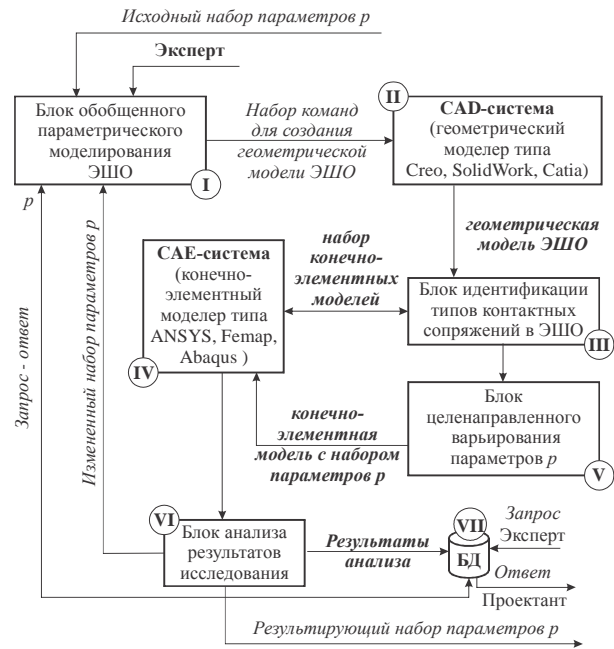 Исходный набор параметров p
Эксперт
Блок обобщенного
параметрического
моделирования
ЭШО
I
Набор команд
для создания
геометрической
модели ЭШО
II
CAD-система
(геометрический
моделер типа
Creo, SolidWork, Catia)
p
геометрическая
модель ЭШО
CAE-система
(конечно-
элементный
моделер типа
ANSYS, Femap,
Abaqus )
IV
набор
конечно-
элементных
моделей
Блок идентификации
типов контактных
сопряжений в ЭШО
III
Запрос - ответ
Измененный набор параметров p
конечно-
элементная
модель с набором
параметров p
Блок
целенаправленного
варьирования
параметров p
V
VI
Блок анализа
результатов
исследования
Результаты
анализа
VII
БД
Запрос
Эксперт
Ответ
Проектант
Результирующий набор параметров p